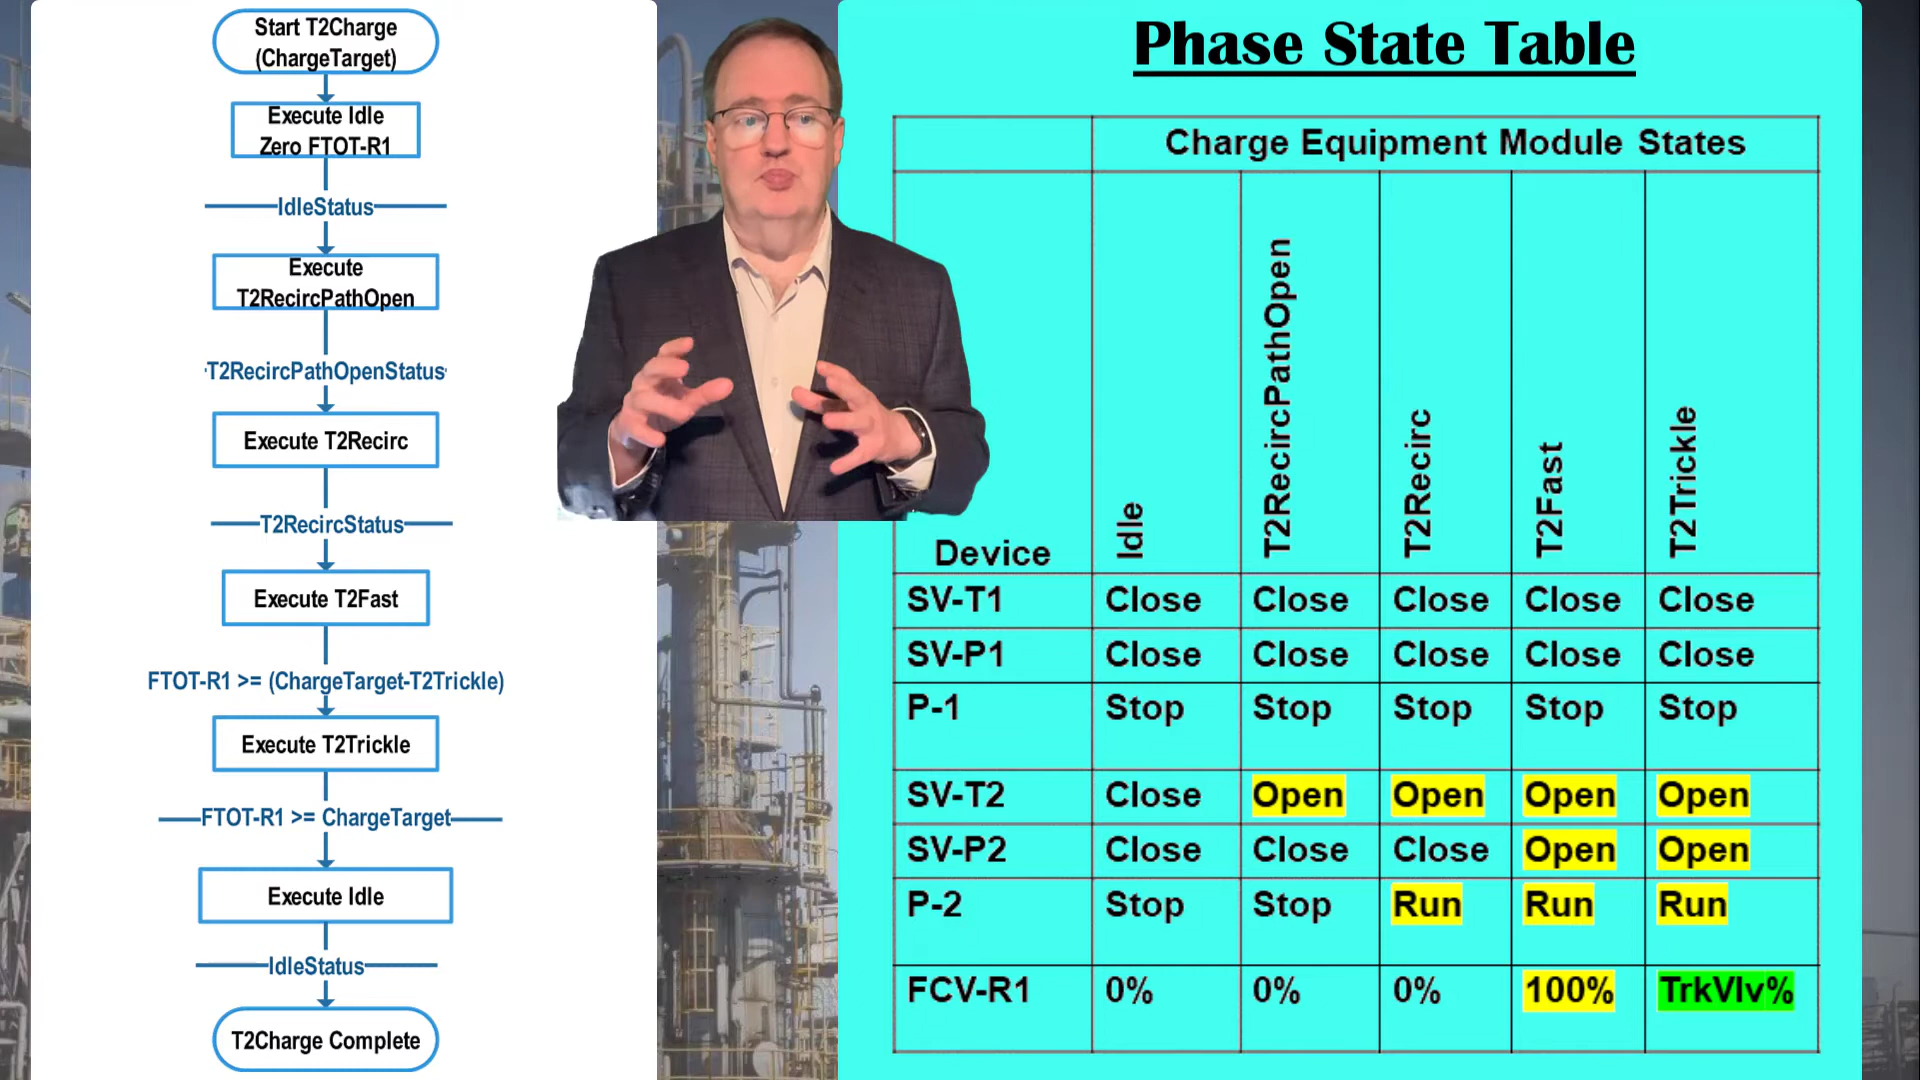 Start T2Charge
(ChargeTarget)
Execute Idle
Zero FTOT-R1
IdleStatus
Execute
T2RecircPathOpen
T2RecircPathOpenStatus
Execute T2Recirc
T2RecircStatus
Execute T2Fast
FTOT-R1 >= (ChargeTarget-T2Trickle)
Execute T2Trickle
FTOT-R1 >= ChargeTarget
Execute Idle
IdleStatus
T2Charge Complete
Phase State Table
Charge Equipment Module States
Device Idle T2RecircPathOpen T2Recirc T2Fast T2Trickle
SV-T1 Close Close Close Close Close
SV-P1 Close Close Close Close Close
P-1 Stop Stop Stop Stop Stop
SV-T2 Close Open Open Open Open
SV-P2 Close Close Close Open Open
P-2 Stop Stop Run Run Run
FCV-R1 0% 0% 0% 100% TrkVlv%